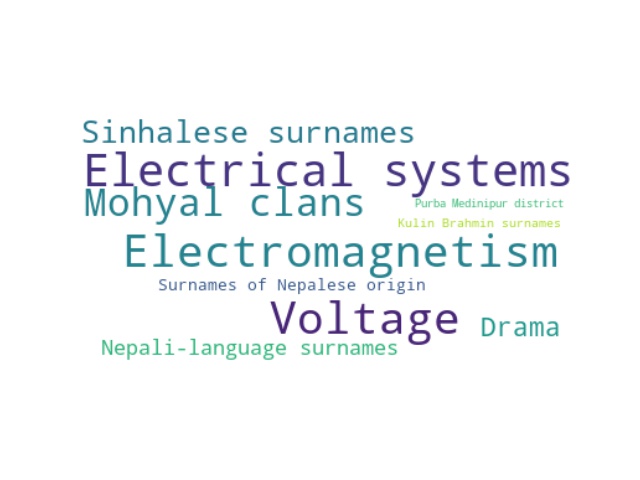 Sinhalese surnames
Electrical systems
Mohyal clans
Purba Medinipur district
Kulin Brahmin surnames
Electromagnetism
Surnames of Nepalese origin
Voltage
Drama
Nepali-language surnames